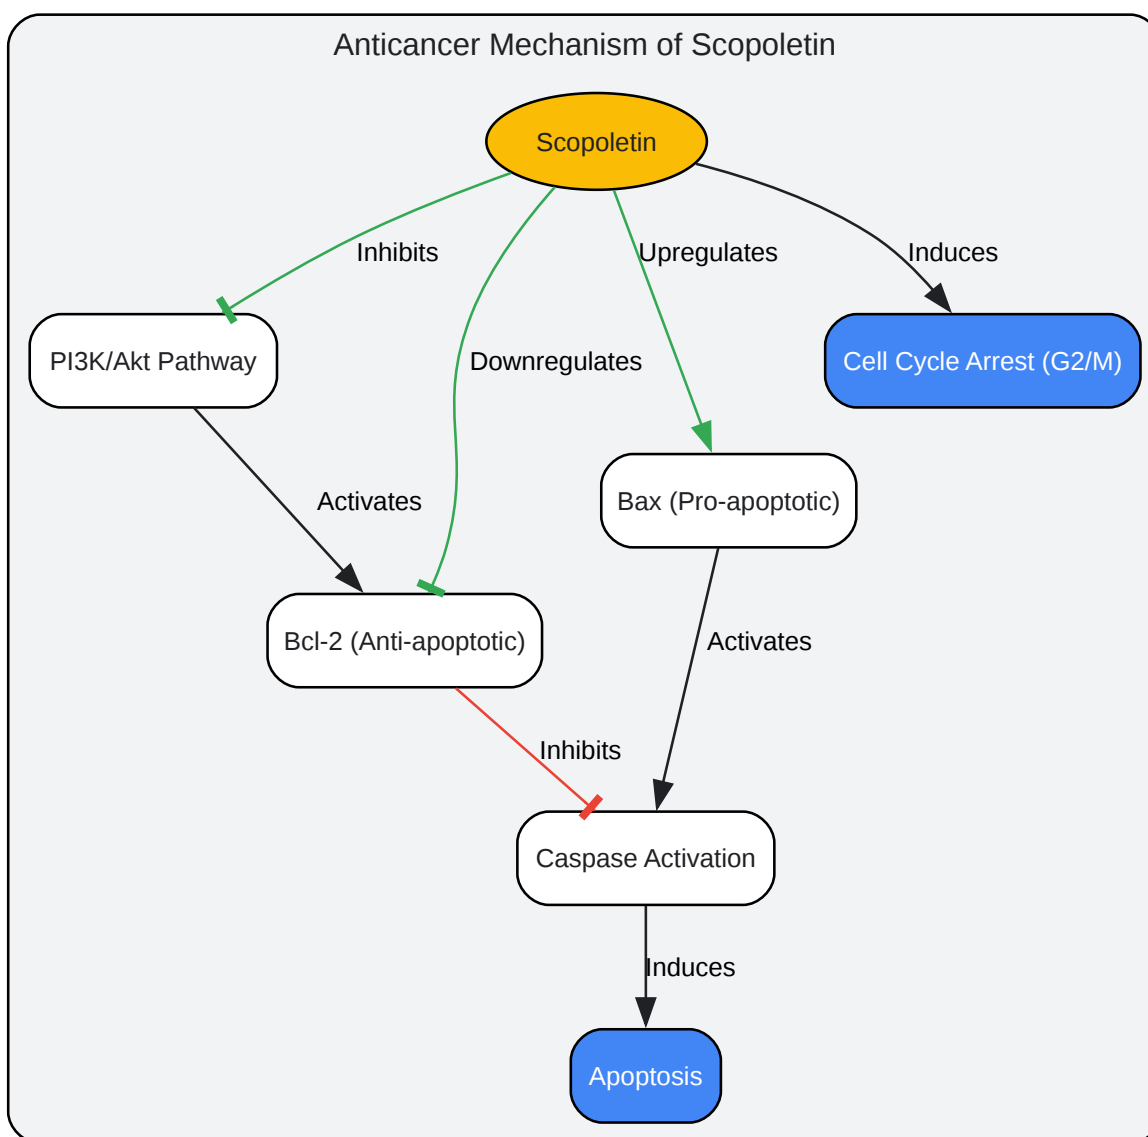 Anticancer Mechanism of Scopoletin
Scopoletin
Inhibits
Upregulates
Induces
PI3K/Akt Pathway
Downregulates
Cell Cycle Arrest (G2/M)
Activates
Bax (Pro-apoptotic)
Bcl-2 (Anti-apoptotic)
Activates
Inhibits
Caspase Activation
Induces
Apoptosis